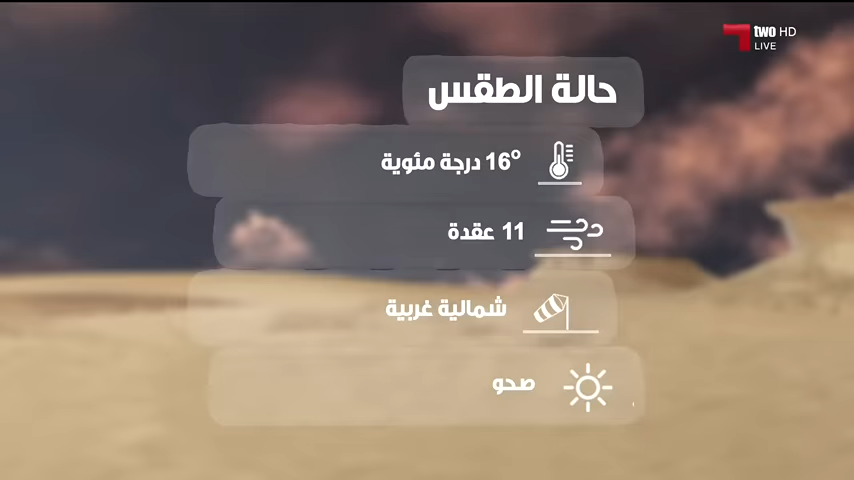 two HD
LIVE
حالة الطقس
16° درجة مئوية
11 عقدة
شمالية غربية
صحو